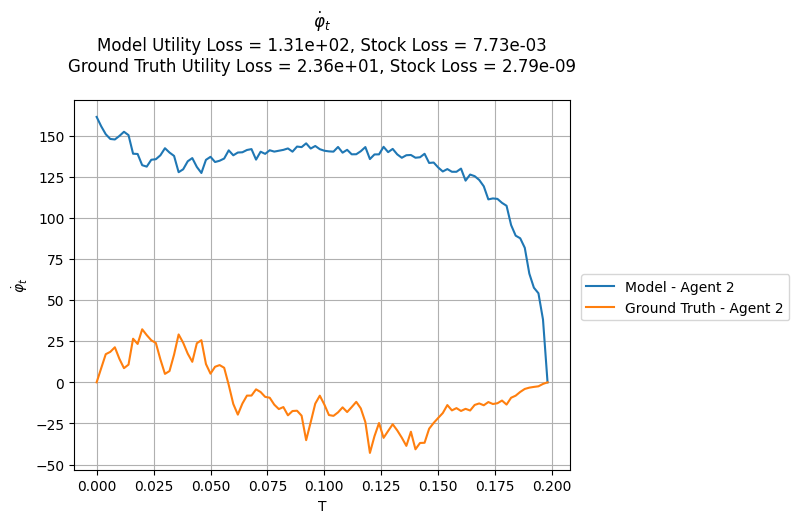 φ̇ₜ
Model Utility Loss = 1.31e+02, Stock Loss = 7.73e-03
Ground Truth Utility Loss = 2.36e+01, Stock Loss = 2.79e-09
150
125
100
75
50
25
0
−25
−50
φ̇ₜ
0.000 0.025 0.050 0.075 0.100 0.125 0.150 0.175 0.200
T
Model - Agent 2
Ground Truth - Agent 2